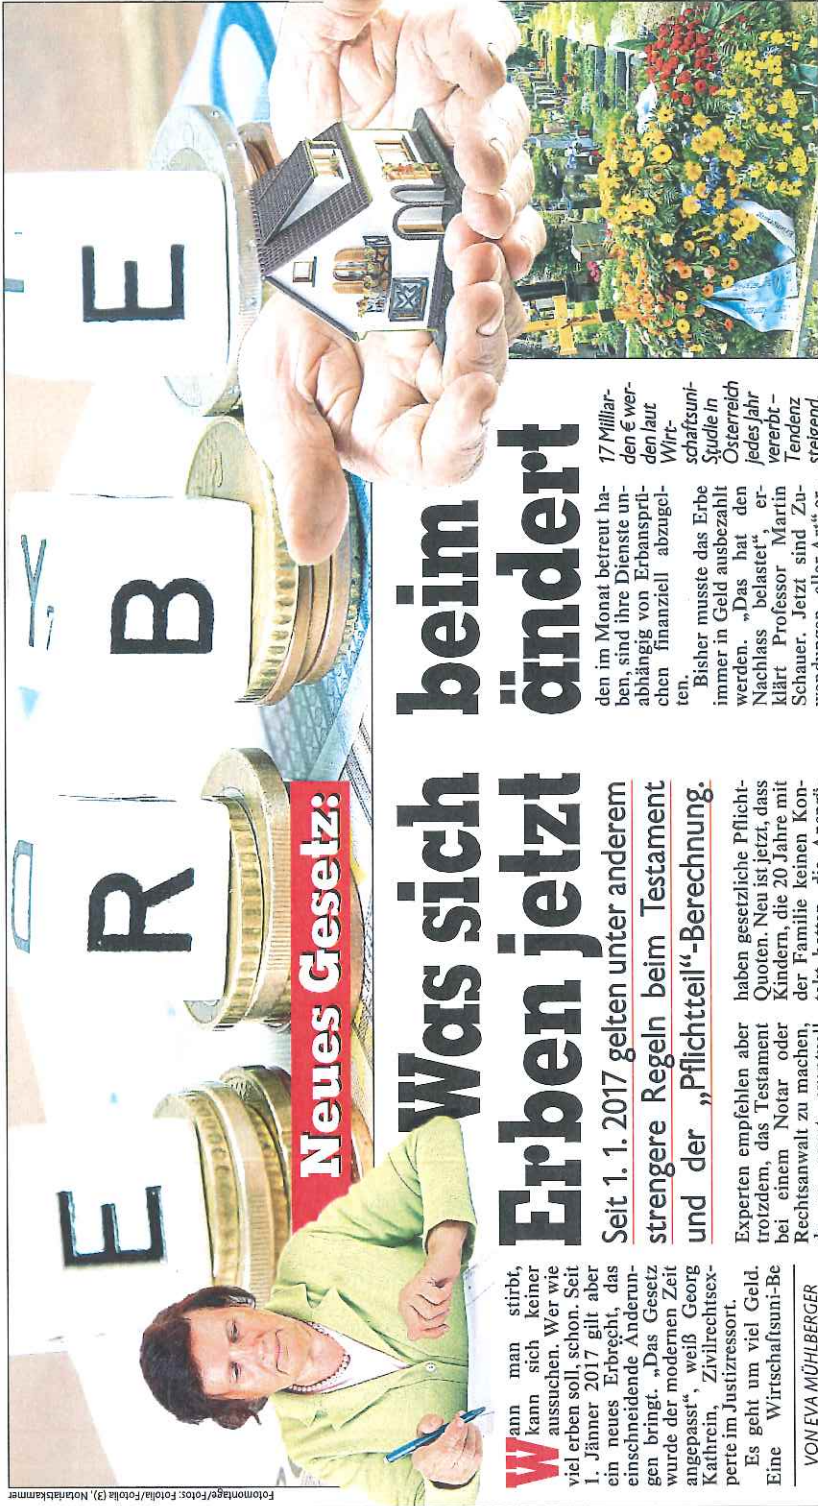 E R B E
Neues Gesetz:
Was sich beim
Erben jetzt ändert
Seit 1. 1. 2017 gelten unter anderem
strengere Regeln beim Testament
und der „Pflichtteil“-Berechnung.
Wann man stirbt,
kann sich keiner
aussuchen. Wer wie
viel erben soll, schon. Seit
1. Jänner 2017 gilt aber
ein neues Erbrecht, das
einschneidende Änderun-
gen bringt. „Das Gesetz
wurde der modernen Zeit
angepasst“, weiß Georg
Kathrein, Zivilrechtsex-
perte im Justizressort.
Es geht um viel Geld.
Eine Wirtschaftsuni-Be
VON EVA MÜHLBERGER
Experten empfehlen aber
trotzdem, das Testament
bei einem Notar oder
Rechtsanwalt zu machen,
haben gesetzliche Pflicht-
Quoten. Neu ist jetzt, dass
Kindern, die 20 Jahre mit
der Familie keinen Kon-
den im Monat betreut ha-
ben, sind ihre Dienste un-
abhängig von Erbansprü-
chen finanziell abzugel-
ten.
Bisher musste das Erbe
immer in Geld ausbezahlt
werden. „Das hat den
Nachlass belastet“, er-
klärt Professor Martin
Schauer. Jetzt sind Zu-
17 Milliar-
den € wer-
den laut
Wirt-
schaftsuni-
Studie in
Österreich
jedes Jahr
vererbt –
Tendenz
steigend.
Fotomontage/Fotos: Fotolia/Fotolia (3), Notariatskammer